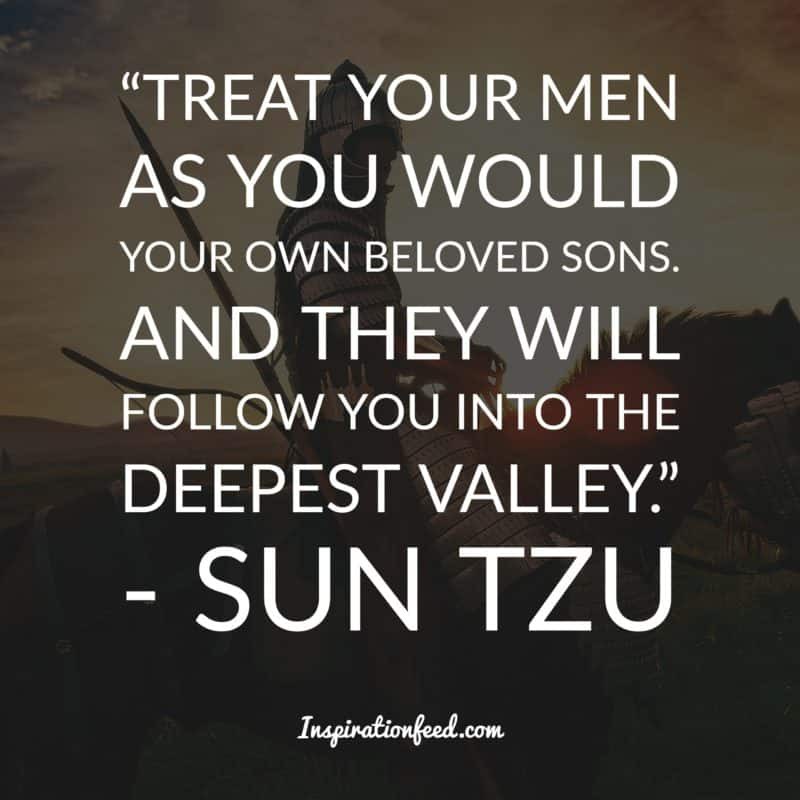 “TREAT YOUR MEN
AS YOU WOULD
YOUR OWN BELOVED SONS.
AND THEY WILL
FOLLOW YOU INTO THE
DEEPEST VALLEY.”
- SUN TZU
Inspirationfeed.com